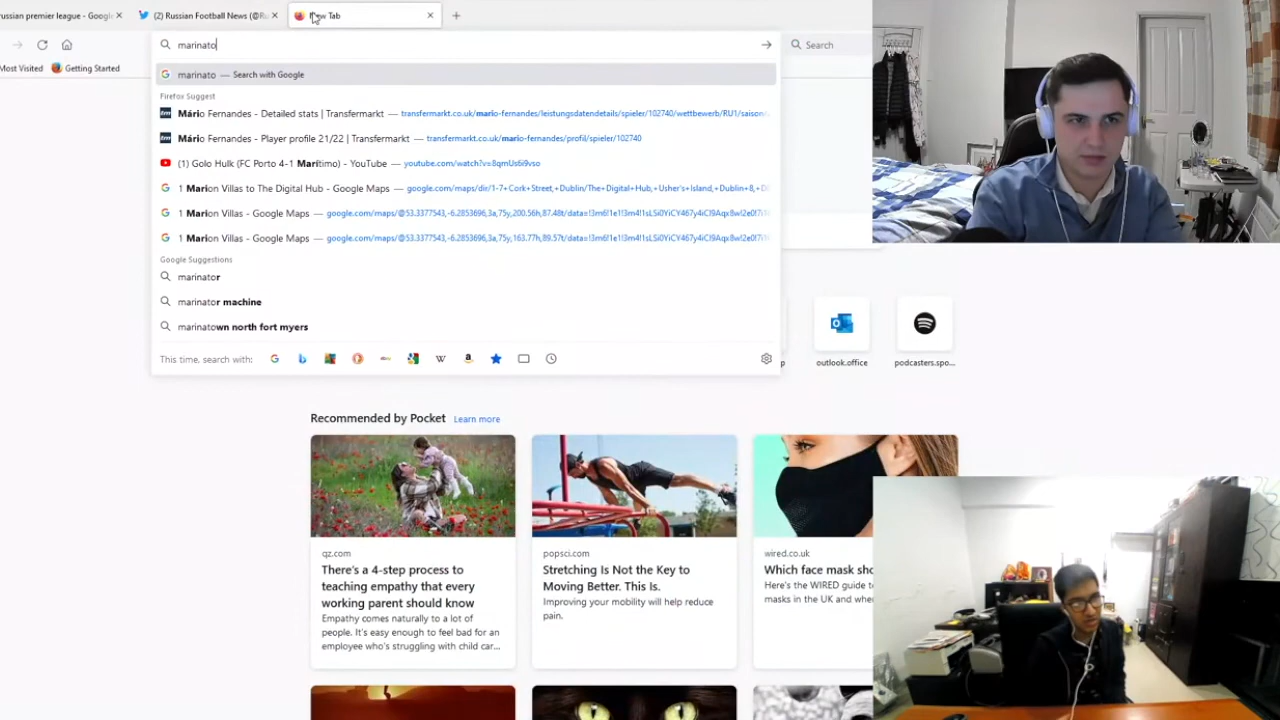 russian premier league - Google
(2) Russian Football News (@Ru
New Tab
marinato
Search
Most Visited
Getting Started
marinato — Search with Google
Firefox Suggest
Mário Fernandes - Detailed stats | Transfermarkt — transfermarkt.co.uk/mario-fernandes/leistungsdatendetails/spieler/102740/wettbewerb/RU1/saison/
Mário Fernandes - Player profile 21/22 | Transfermarkt — transfermarkt.co.uk/mario-fernandes/profil/spieler/102740
(1) Golo Hulk (FC Porto 4-1 Marítimo) - YouTube — youtube.com/watch?v=8qmUs6i9vso
1 Marion Villas to The Digital Hub - Google Maps — google.com/maps/dir/1-7+Cork+Street,+Dublin/The+Digital+Hub,+Usher's+Island,+Dublin+8,+D
1 Marion Villas - Google Maps —
1 Marion Villas - Google Maps —
Google Suggestions
marinator
marinator machine
marinatown north fort myers
This time, search with:
outlook.office
podcasters.spo...
Recommended by Pocket
Learn more
qz.com
There's a 4-step process to
teaching empathy that every
working parent should know
Empathy comes naturally to a lot of
people. It's easy enough to feel bad for an
employee who's struggling with child car...
popsci.com
Stretching Is Not the Key to
Moving Better. This Is.
Improving your mobility will help reduce
pain.
wired.co.uk
Which face mask sho
Here's the WIRED guide to
masks in the UK and whe